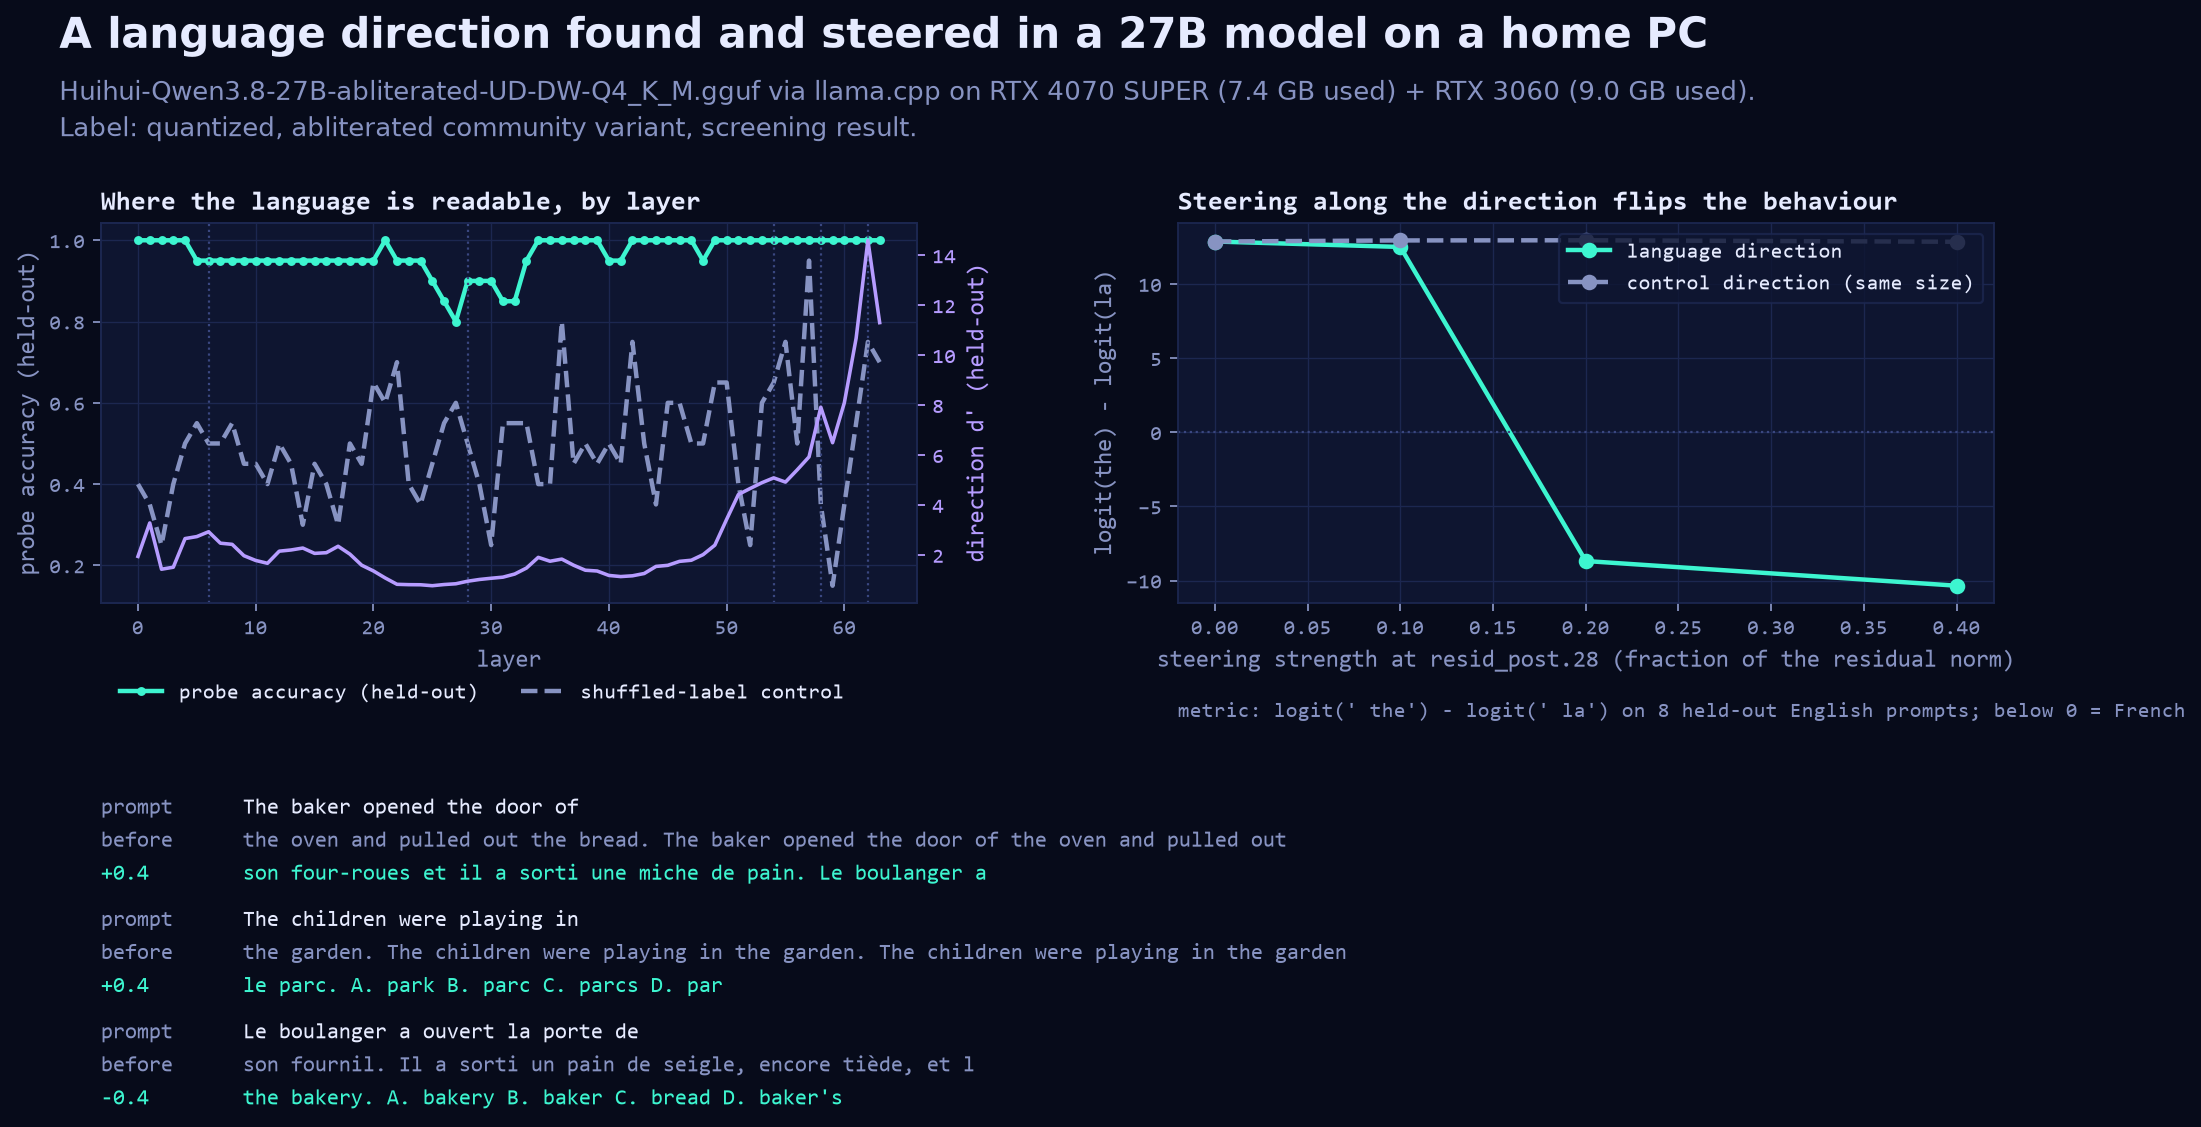 A language direction found and steered in a 27B model on a home PC
Huihui-Qwen3.8-27B-abliterated-UD-DW-Q4_K_M.gguf via llama.cpp on RTX 4070 SUPER (7.4 GB used) + RTX 3060 (9.0 GB used).
Label: quantized, abliterated community variant, screening result.
Where the language is readable, by layer
probe accuracy (held-out)
1.0
0.8
0.6
0.4
0.2
14
12
10
8
6
4
2
direction d' (held-out)
0 10 20 30 40 50 60
layer
probe accuracy (held-out) shuffled-label control
Steering along the direction flips the behaviour
logit(the) - logit(la)
10
5
0
−5
−10
language direction
control direction (same size)
0.00 0.05 0.10 0.15 0.20 0.25 0.30 0.35 0.40
steering strength at resid_post.28 (fraction of the residual norm)
metric: logit(' the') - logit(' la') on 8 held-out English prompts; below 0 = French
prompt The baker opened the door of
before the oven and pulled out the bread. The baker opened the door of the oven and pulled out
+0.4 son four-roues et il a sorti une miche de pain. Le boulanger a
prompt The children were playing in
before the garden. The children were playing in the garden. The children were playing in the garden
+0.4 le parc. A. park B. parc C. parcs D. par
prompt Le boulanger a ouvert la porte de
before son fournil. Il a sorti un pain de seigle, encore tiède, et l
-0.4 the bakery. A. bakery B. baker C. bread D. baker's